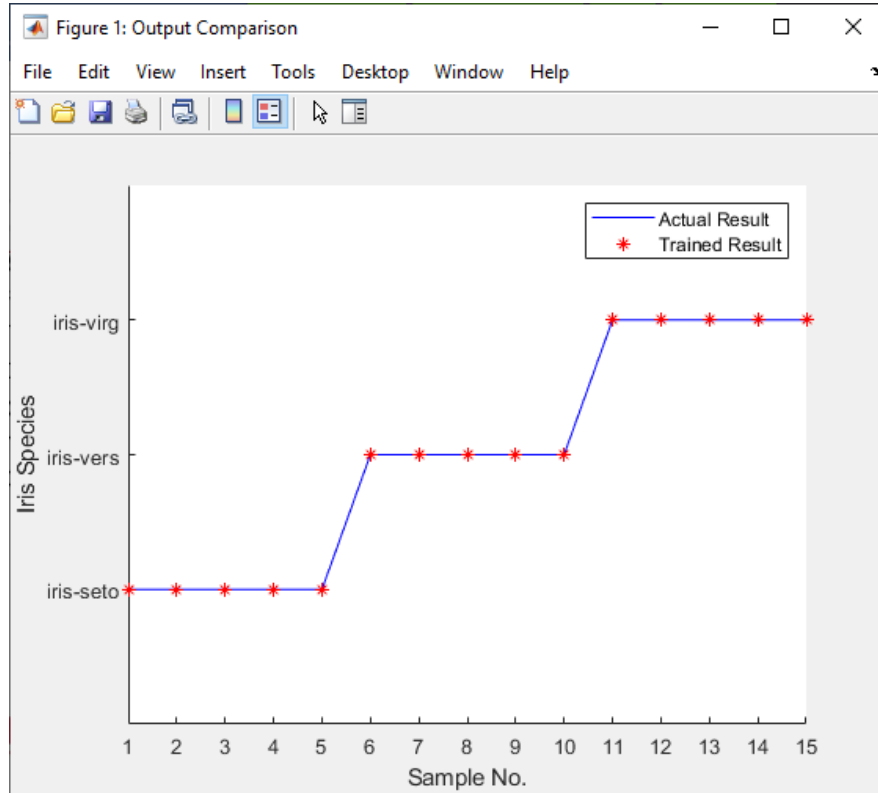 Figure 1: Output Comparison
File Edit View Insert Tools Desktop Window Help
Actual Result
Trained Result
iris-virg
iris-vers
iris-seto
Iris Species
1 2 3 4 5 6 7 8 9 10 11 12 13 14 15
Sample No.